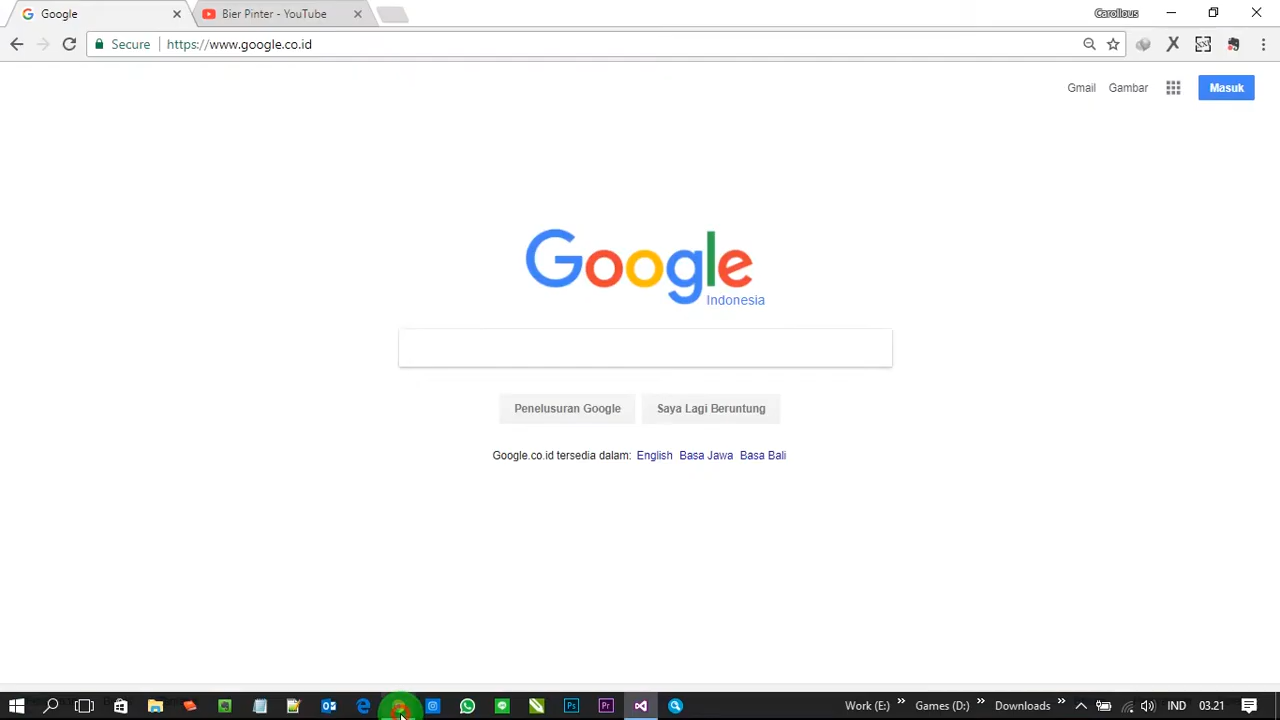 Google
Bier Pinter - YouTube
Carollous
Secure
https://www.google.co.id
Gmail
Gambar
Masuk
Google
Indonesia
Penelusuran Google
Saya Lagi Beruntung
Google.co.id tersedia dalam: English Basa Jawa Basa Bali
Work (E:)
Games (D:)
Downloads
IND
03.21